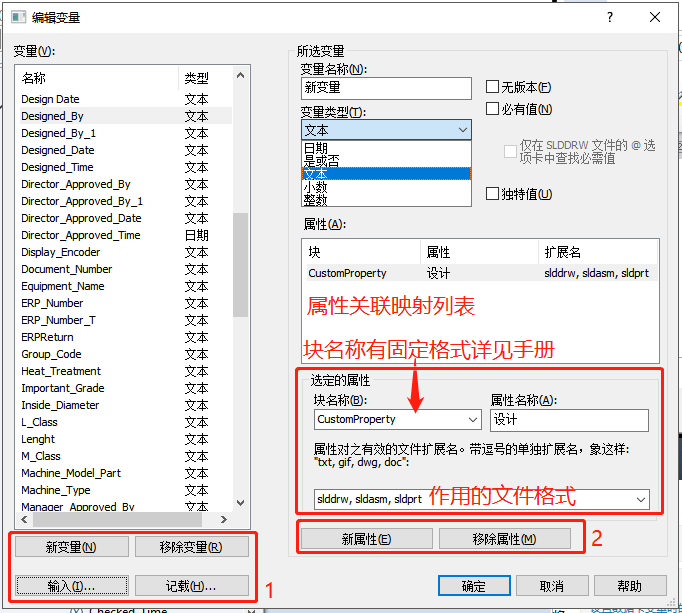 编辑变量
?
变量(V):
名称 类型
Design Date 文本
Designed_By 文本
Designed_By_1 文本
Designed_Date 文本
Designed_Time 文本
Director_Approved_By 文本
Director_Approved_By_1 文本
Director_Approved_Date 文本
Director_Approved_Time 日期
Display_Encoder 文本
Document_Number 文本
Equipment_Name 文本
ERP_Number 文本
ERP_Number_T 文本
ERPReturn 文本
Group_Code 文本
Heat_Treatment 文本
Important_Grade 文本
Inside_Diameter 文本
L_Class 文本
Lenght 文本
M_Class 文本
Machine_Model_Part 文本
Machine_Type 文本
Manager_Approved_By 文本
新变量(N) 移除变量(R)
输入(I)... 记载(H)...
1
所选变量
变量名称(N):
新变量
无版本(F)
必有值(N)
变量类型(T):
文本
日期
是或否
文本
小数
整数
仅在 SLDDRW 文件的 @ 选
项卡中查找必需值
独特值(U)
属性(A):
块 属性 扩展名
CustomProperty 设计 slddrw, sldasm, sldprt
属性关联映射列表
块名称有固定格式详见手册
选定的属性
块名称(B): 属性名称(A):
CustomProperty 设计
属性对之有效的文件扩展名。带逗号的单独扩展名，象这样:
"txt, gif, dwg, doc":
slddrw, sldasm, sldprt 作用的文件格式
新属性(E) 移除属性(M) 2
确定 取消 帮助
Checked_Time